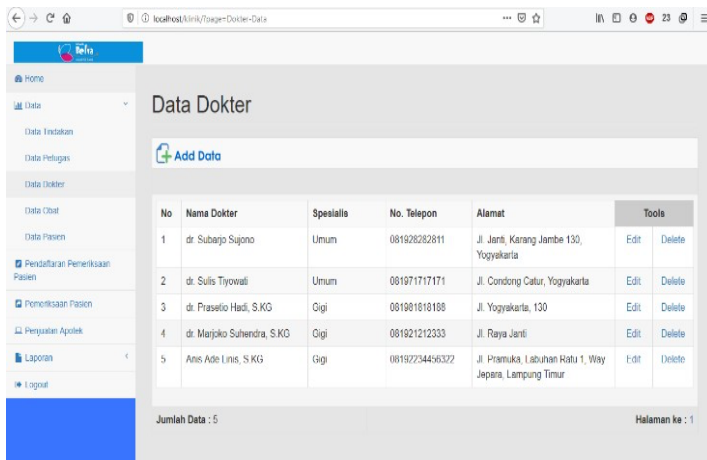 localhost/klinik/?page=Dokter-Data
23
Belva
Home
Data
Data Tindakan
Data Petugas
Data Dokter
Data Obat
Data Pasien
Pendaftaran Pemeriksaan
Pasien
Pemeriksaan Pasien
Penjualan Apotek
Laporan
Logout
Data Dokter
Add Data
No Nama Dokter Spesialis No. Telepon Alamat Tools
1 dr. Subarjo Sujono Umum 081928282811 Jl. Janti, Karang Jambe 130, Edit Delete
Yogyakarta
2 dr. Sulis Tiyowati Umum 081971717171 Jl. Condong Catur, Yogyakarta Edit Delete
3 dr. Prasetio Hadi, S.KG Gigi 081981818188 Jl. Yogyakarta, 130 Edit Delete
4 dr. Marjoko Suhendra, S.KG Gigi 081921212333 Jl. Raya Janti Edit Delete
5 Anis Ade Linis, S.KG Gigi 08192234456322 Jl. Pramuka, Labuhan Ratu 1, Way Edit Delete
Jepara, Lampung Timur
Jumlah Data : 5 Halaman ke : 1